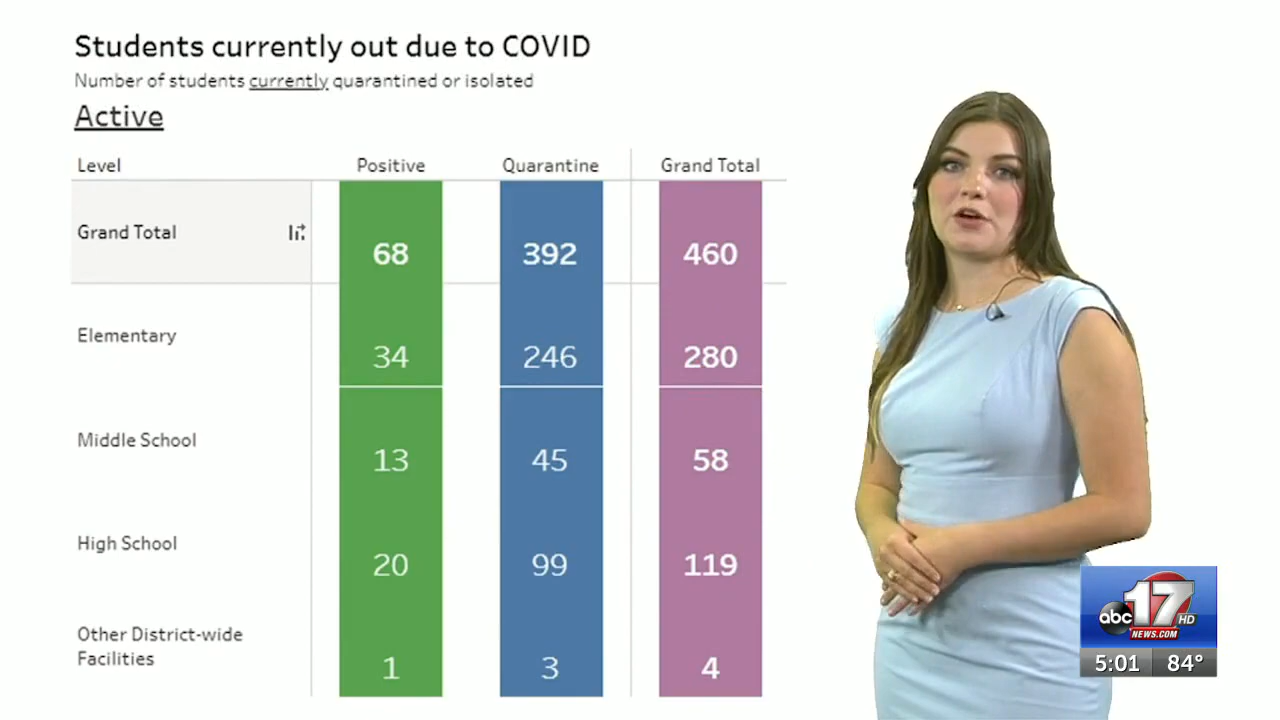 Students currently out due to COVID
Number of students currently quarantined or isolated
Active
Level Positive Quarantine Grand Total
Grand Total 68 392 460
Elementary 34 246 280
Middle School 13 45 58
High School 20 99 119
Other District-wide
Facilities 1 3 4
abc 17 HD
NEWS.COM
5:01 84°